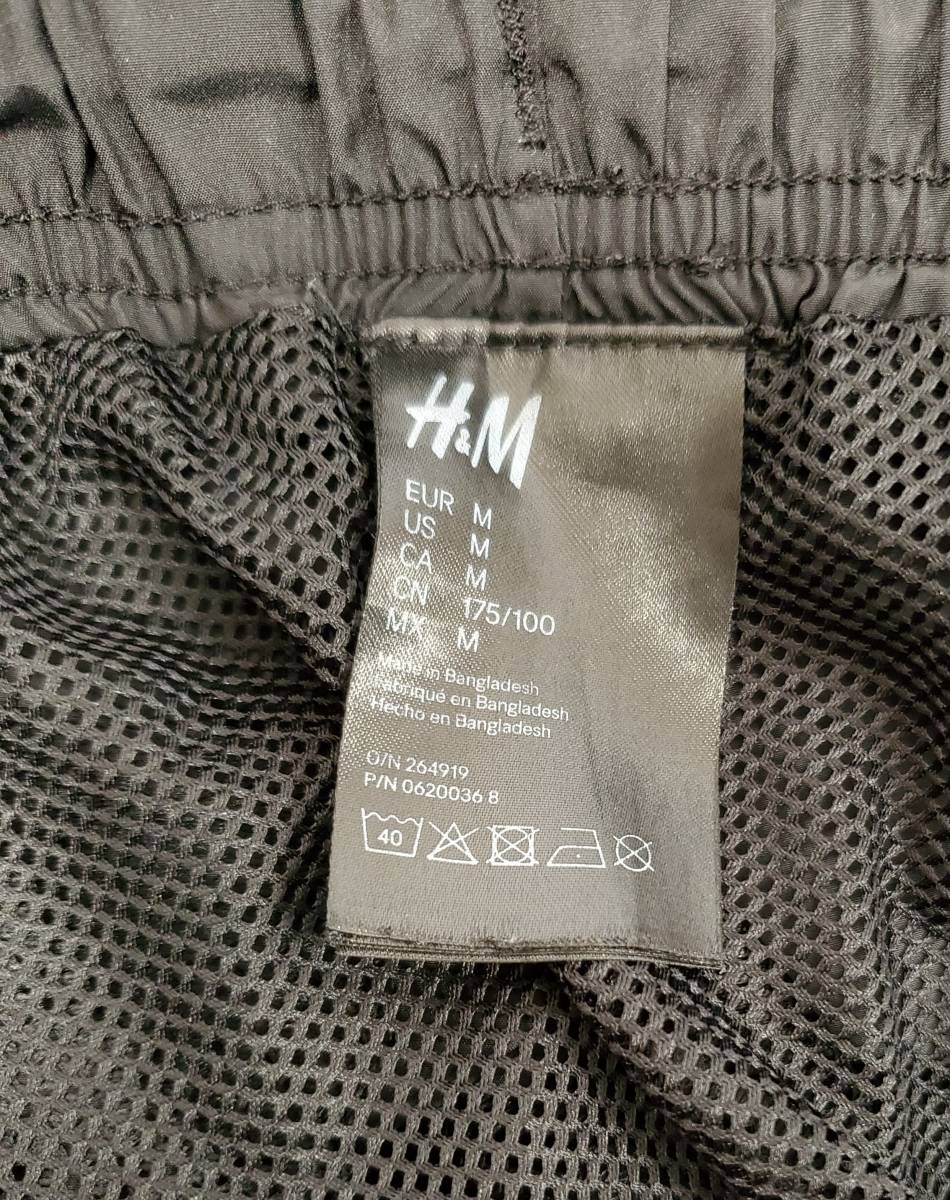 H&M
EUR M
US M
CA M
CN 175/100
MX M
Made in Bangladesh
Fabriqué en Bangladesh
Hecho en Bangladesh
O/N 264919
P/N 0620036 8
40